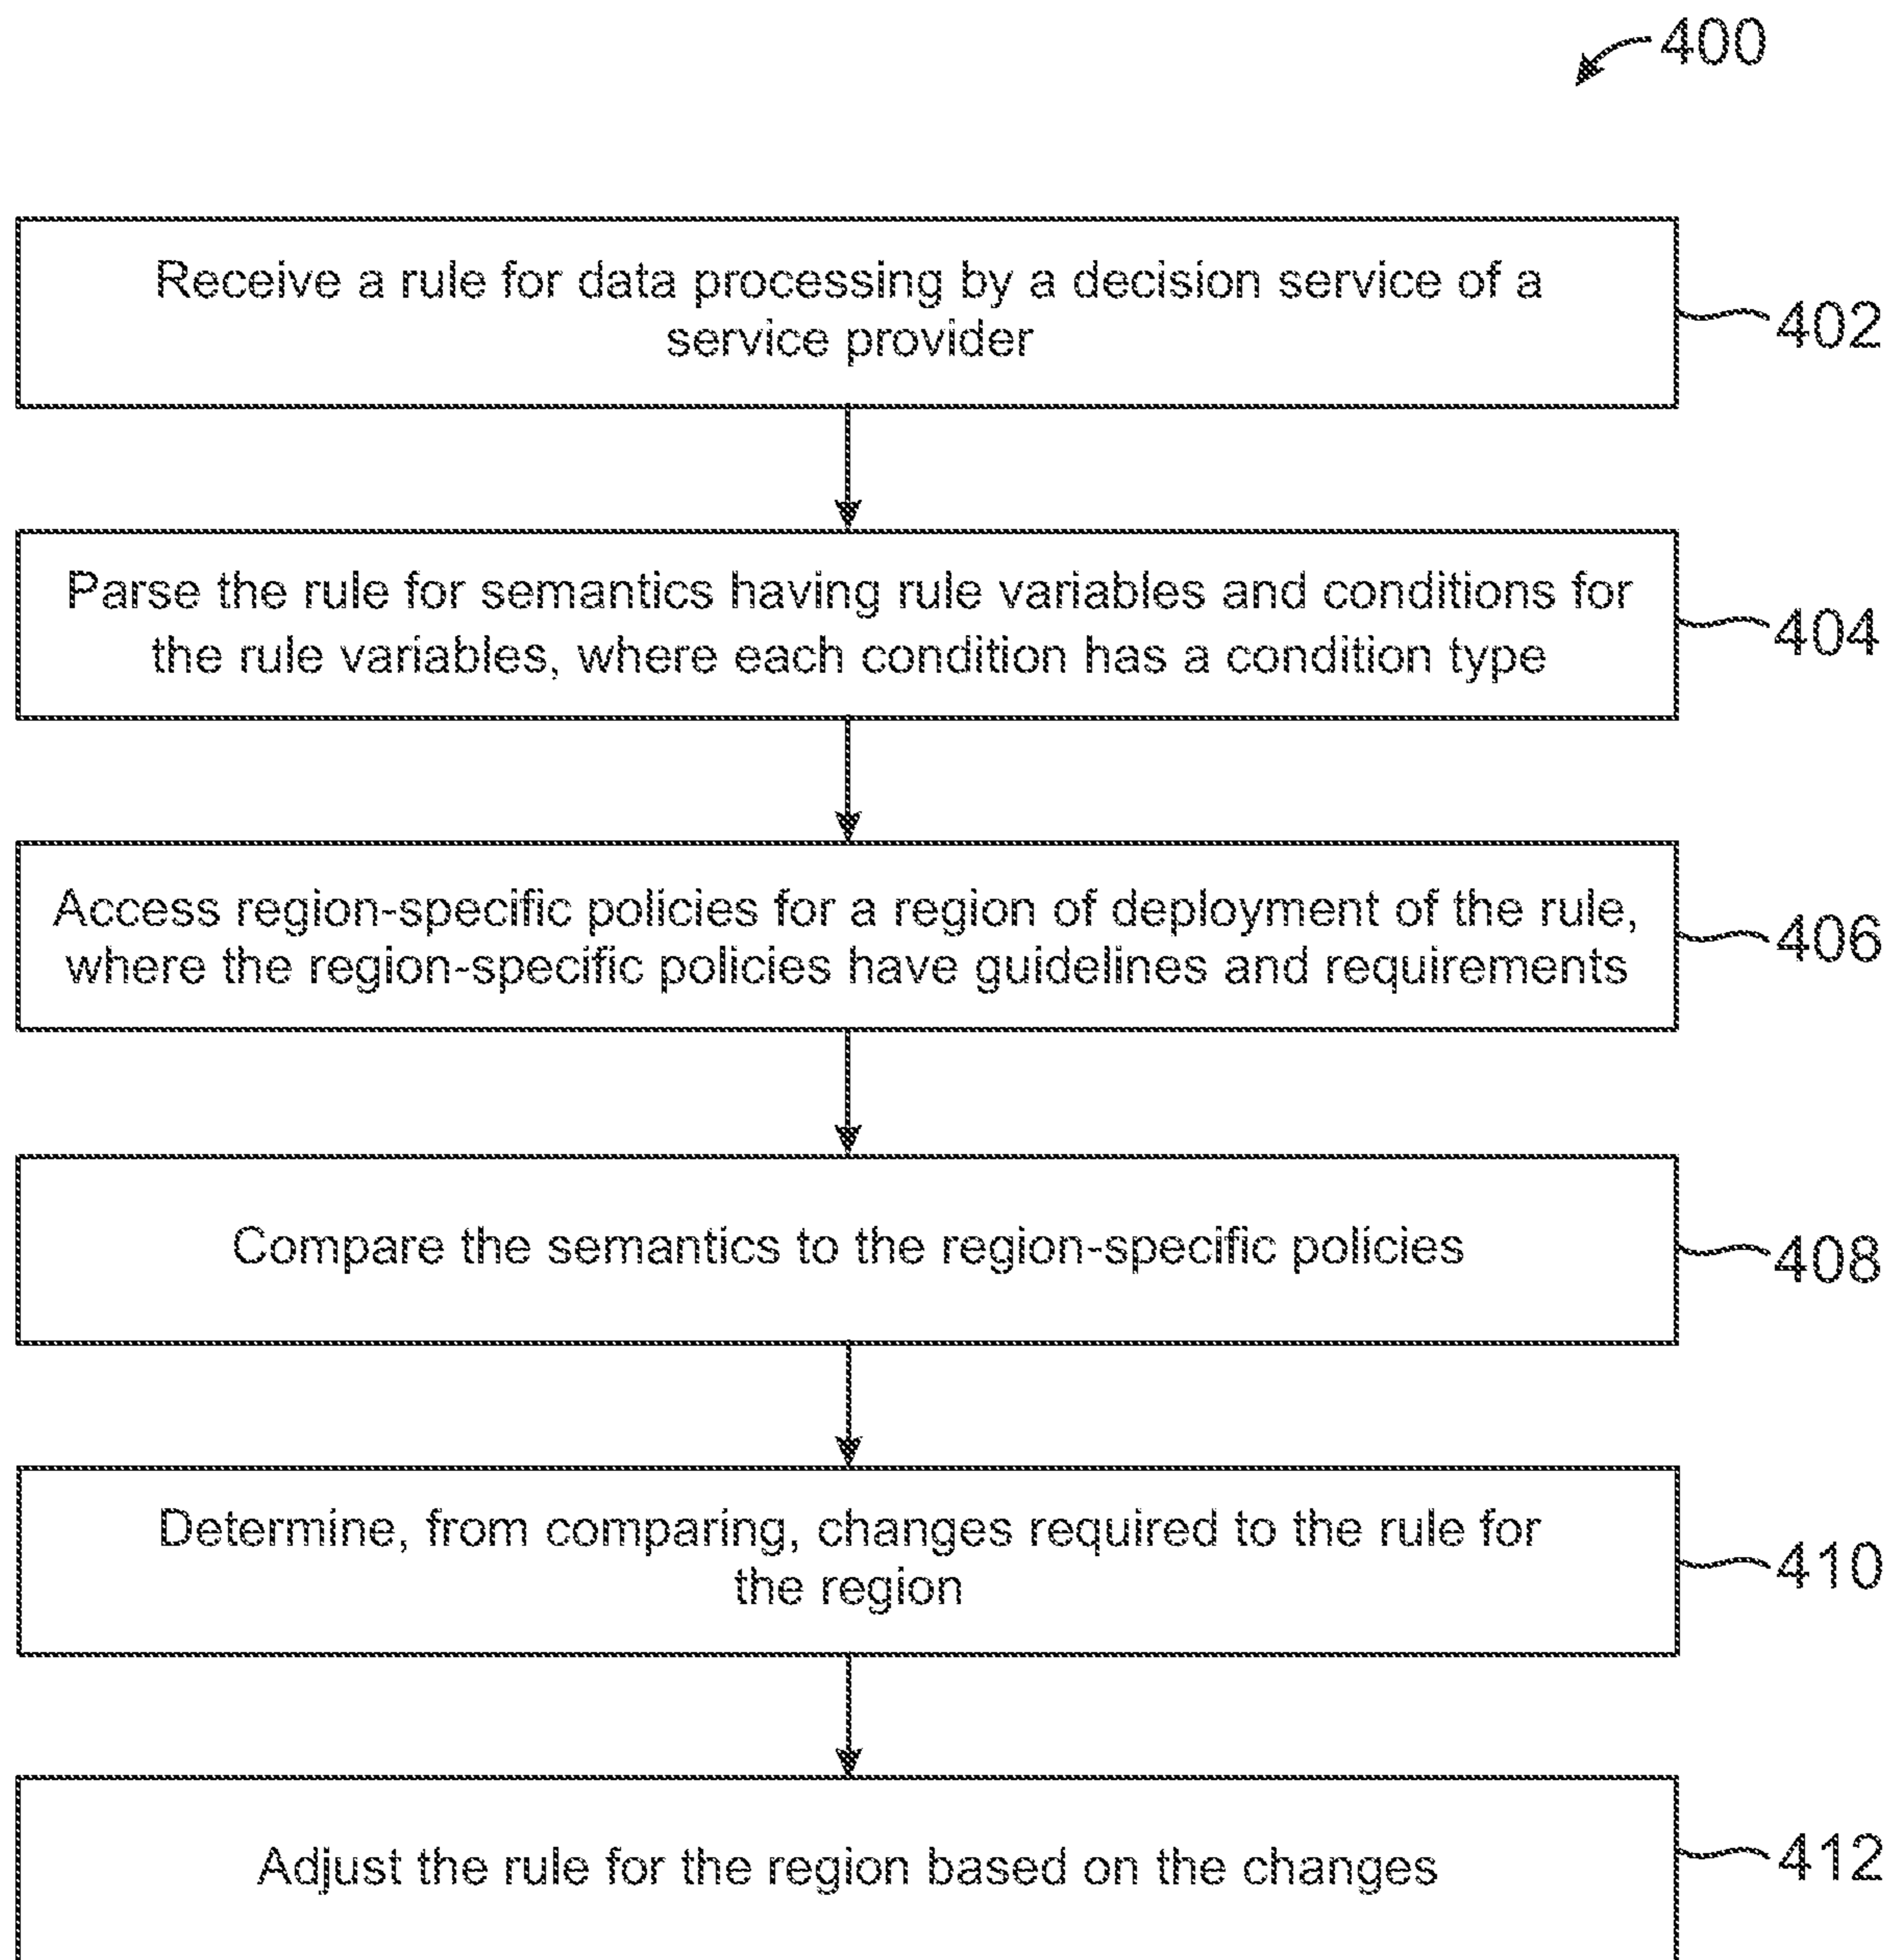 400
Receive a rule for data processing by a decision service of a
service provider
402
Parse the rule for semantics having rule variables and conditions for
the rule variables, where each condition has a condition type
404
Access region-specific policies for a region of deployment of the rule,
where the region-specific policies have guidelines and requirements
406
Compare the semantics to the region-specific policies
408
Determine, from comparing, changes required to the rule for
the region
410
Adjust the rule for the region based on the changes
412